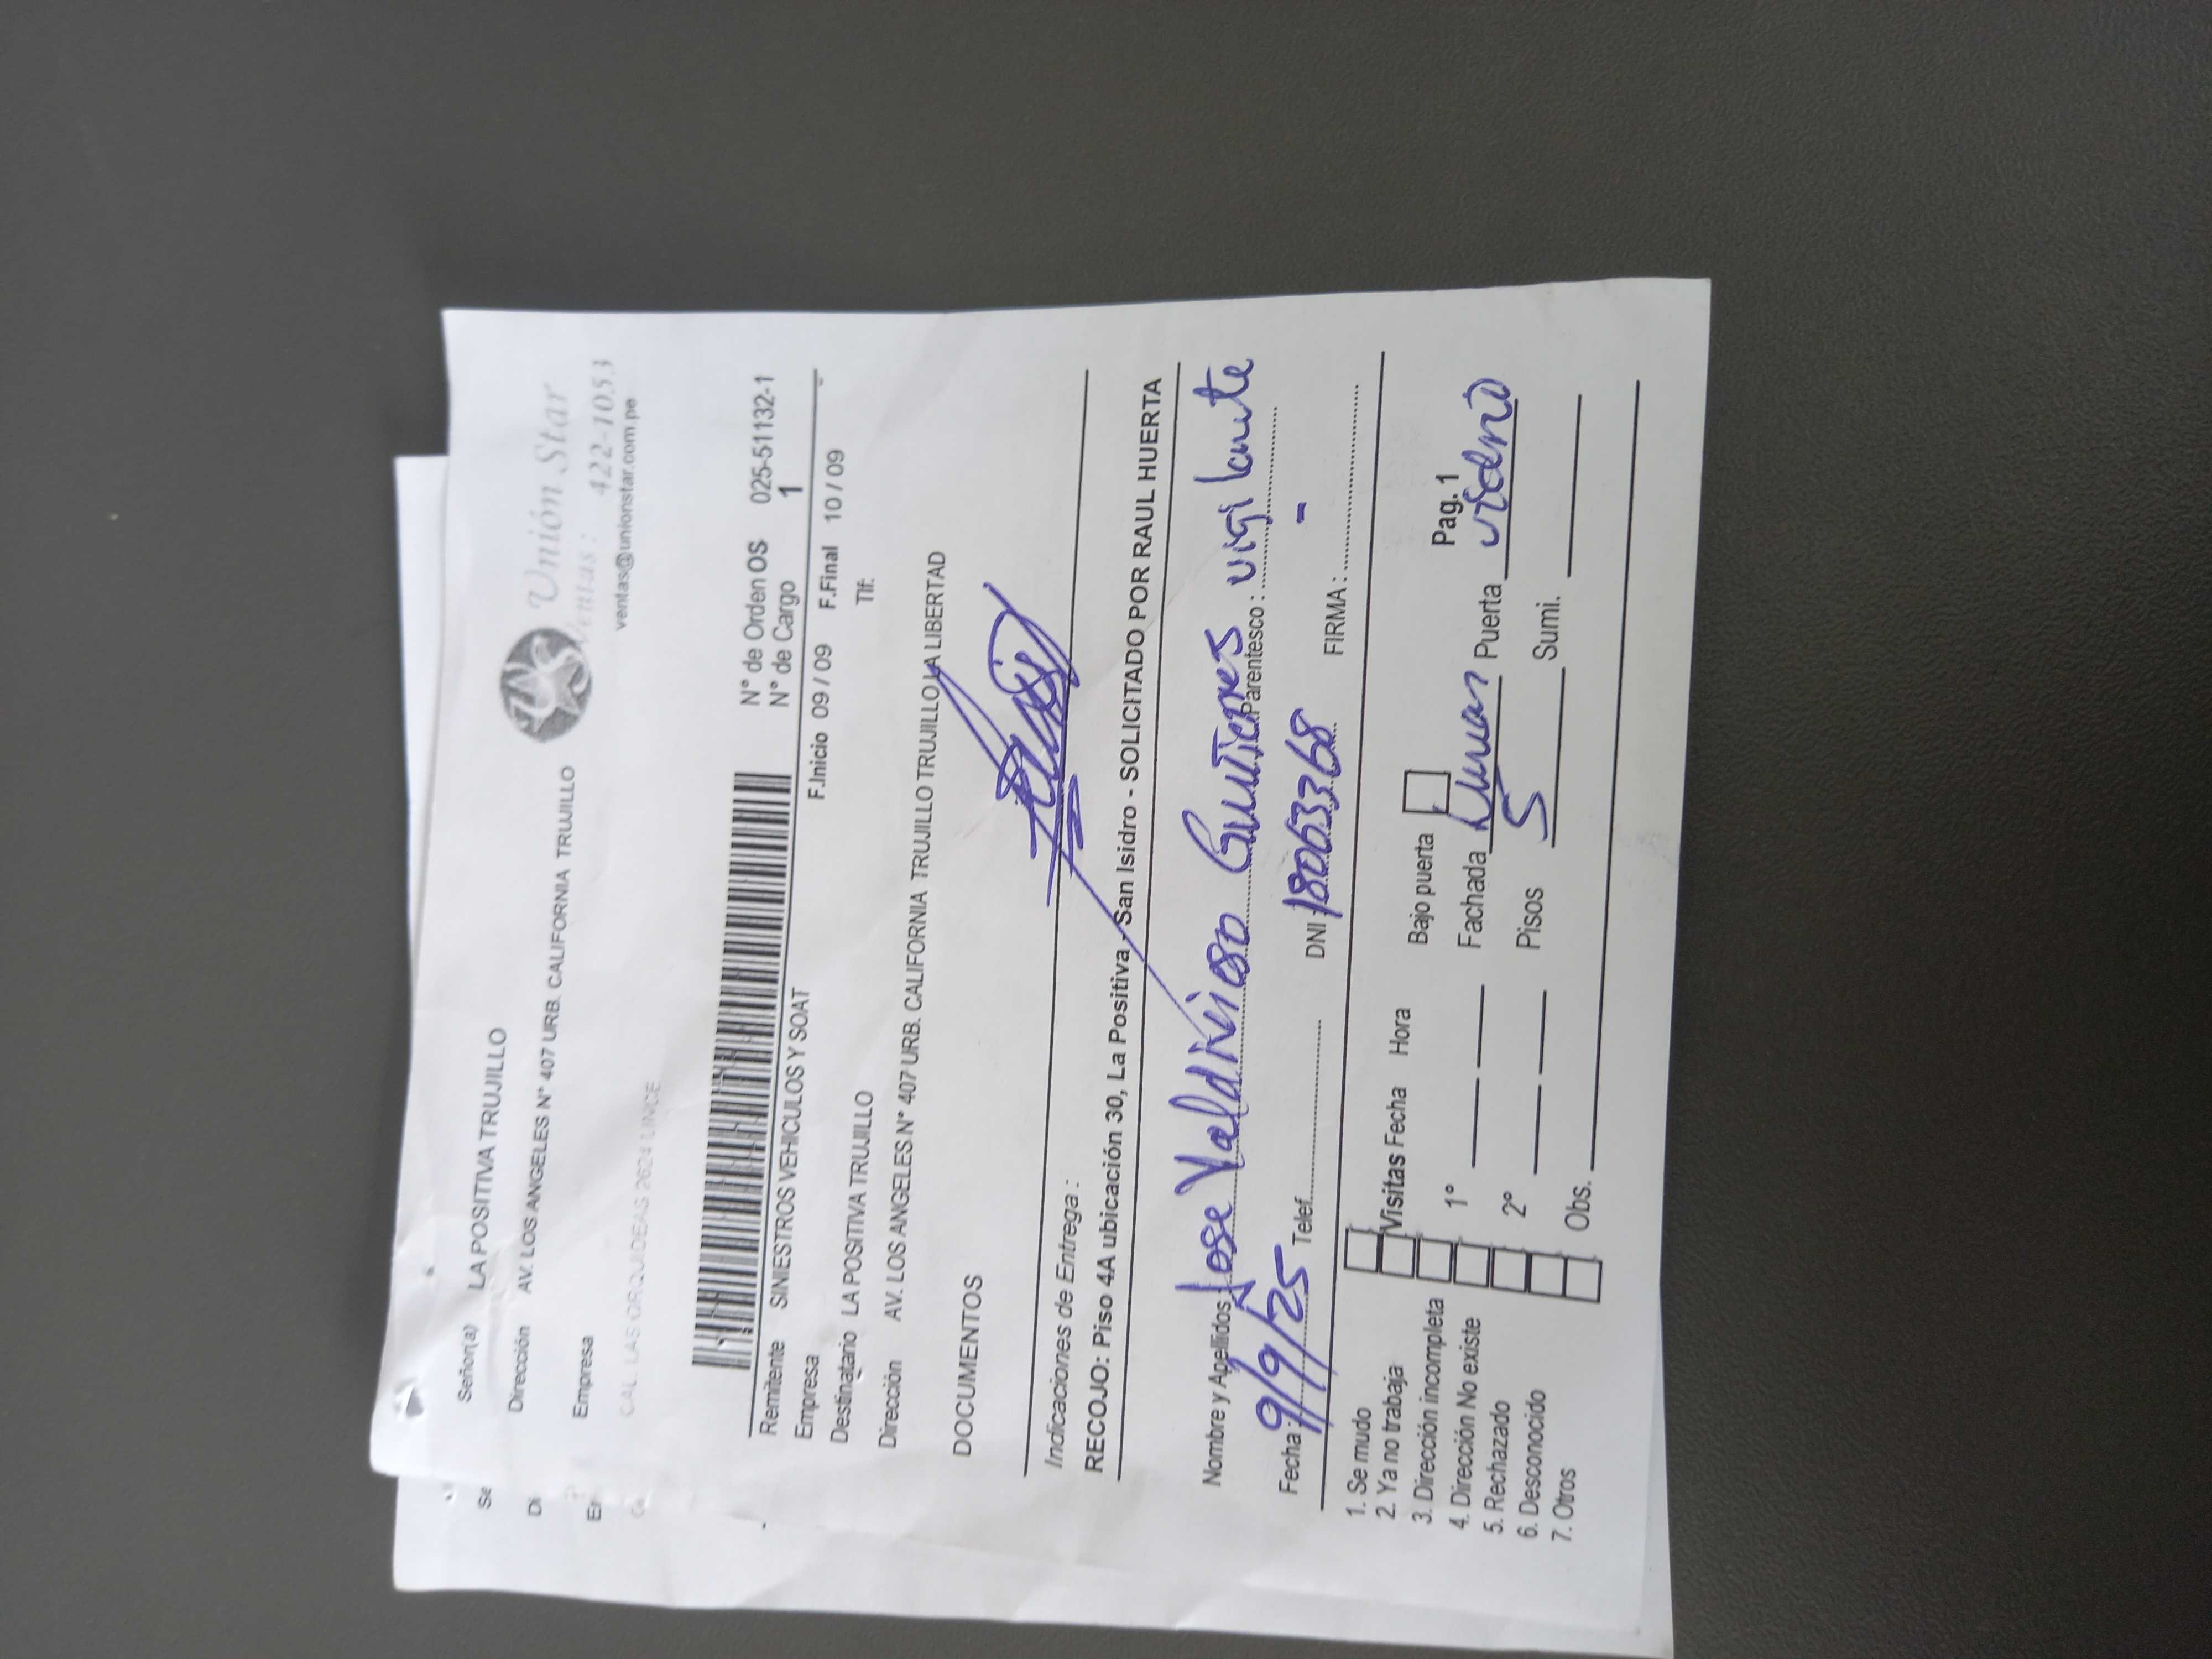 Señor(a) LA POSITIVA TRUJILLO
Dirección AV. LOS ANGELES N° 407 URB. CALIFORNIA TRUJILLO
Empresa
CAL. LAS ORQUIDEAS 2624 LINCE
Unión Star
Ventas: 422-1053
ventas@unionstar.com.pe
N° de Orden OS 025-51132-1
N° de Cargo 1
Remitente SINIESTROS VEHICULOS Y SOAT
Empresa
F.Inicio 09 / 09 F.Final 10 / 09
Destinatario LA POSITIVA TRUJILLO Tlf:
Dirección AV. LOS ANGELES N° 407 URB. CALIFORNIA TRUJILLO TRUJILLO TRUJILLO LA LIBERTAD
DOCUMENTOS
Indicaciones de Entrega :
RECOJO: Piso 4A ubicación 30, La Positiva - San Isidro - SOLICITADO POR RAUL HUERTA
Nombre y Apellidos: Jose Valdivieso Gutierres Parentesco : vigilante
Fecha : 9/9/25 Telef. DNI 18063368 FIRMA : -
1. Se mudo
2. Ya no trabaja
3. Dirección incompleta
4. Dirección No existe
5. Rechazado
6. Desconocido
7. Otros
Visitas Fecha Hora
1°
2°
Obs.
Bajo puerta Pag. 1
Fachada Puerta
Pisos 5 Sumi.